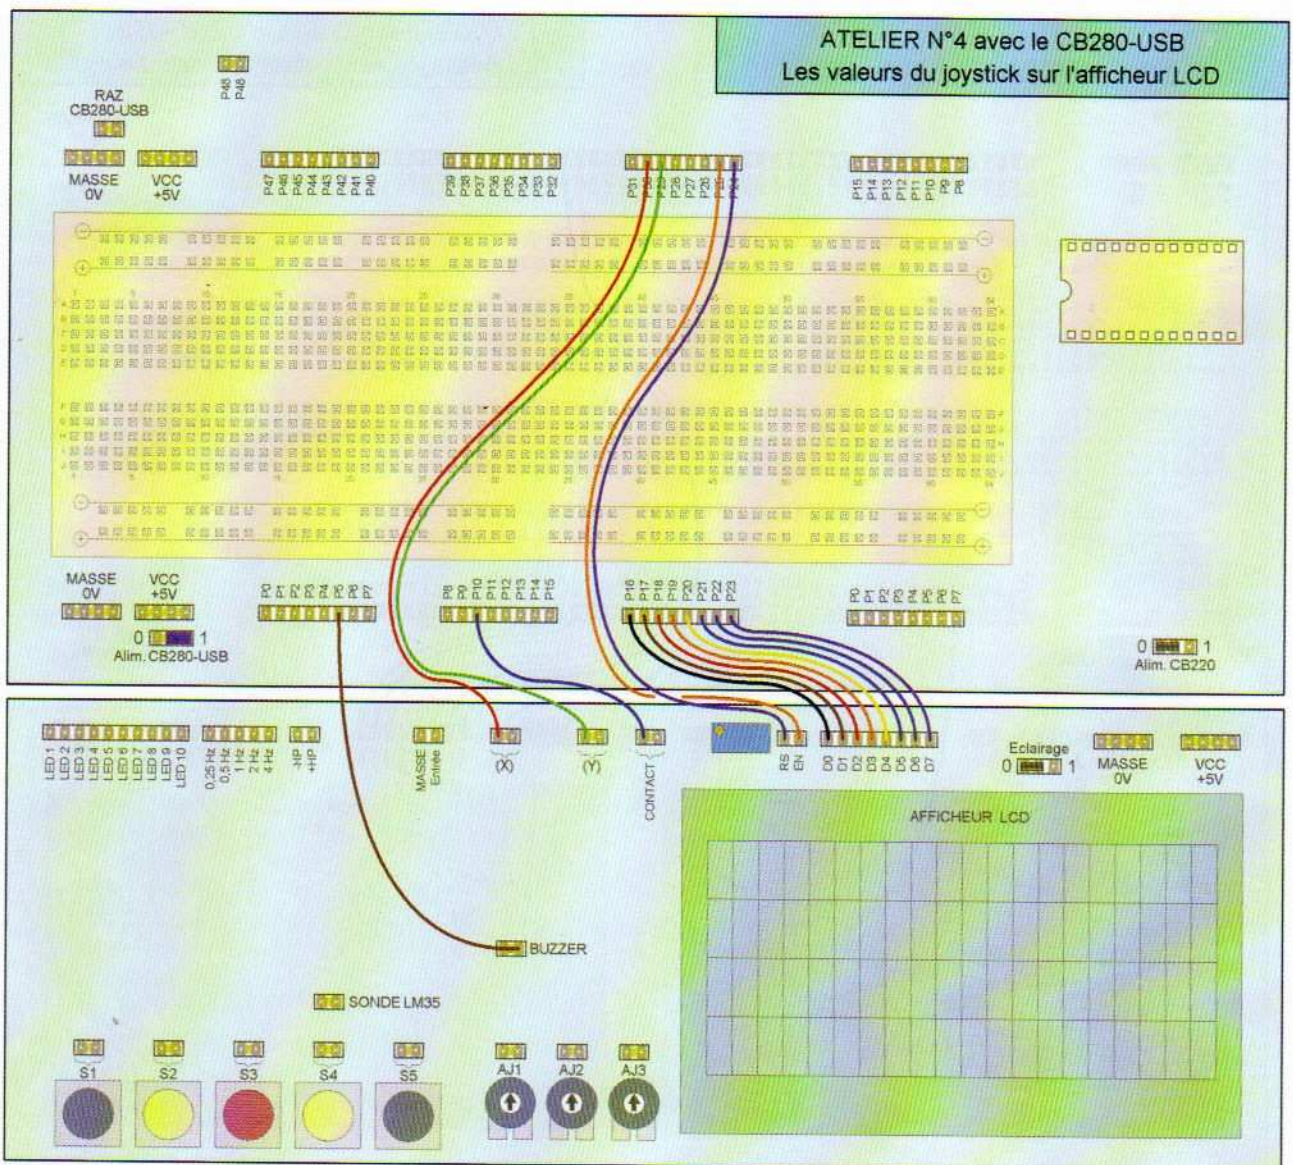 ATELIER N°4 avec le CB280-USB
Les valeurs du joystick sur l'afficheur LCD
P48
P48
RAZ
CB280-USB
MASSE
0V
VCC
+5V
P47
P46
P45
P44
P43
P42
P41
P40
P39
P38
P37
P36
P35
P34
P33
P32
P31
P30
P29
P28
P27
P26
P25
P24
P15
P14
P13
P12
P11
P10
P9
P8
MASSE
0V
VCC
+5V
0 1
Alim. CB280-USB
P0
P1
P2
P3
P4
P5
P6
P7
P8
P9
P10
P11
P12
P13
P14
P15
P16
P17
P18
P19
P20
P21
P22
P23
P0
P1
P2
P3
P4
P5
P6
P7
0 1
Alim. CB220
LED 1
LED 2
LED 3
LED 4
LED 5
LED 6
LED 7
LED 8
LED 9
LED 10
0,25 Hz
0,5 Hz
1 Hz
2 Hz
4 Hz
-HP
+HP
MASSE
Entrée
(X)
(Y)
CONTACT
RS
EN
D0
D1
D2
D3
D4
D5
D6
D7
Eclairage
0 1
MASSE
0V
VCC
+5V
AFFICHEUR LCD
BUZZER
SONDE LM35
S1
S2
S3
S4
S5
AJ1
AJ2
AJ3